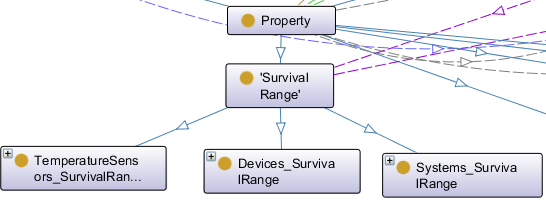 Property
'Survival
Range'
TemperatureSens
ors_SurvivalRan...
Devices_Surviva
lRange
Systems_Surviva
lRange